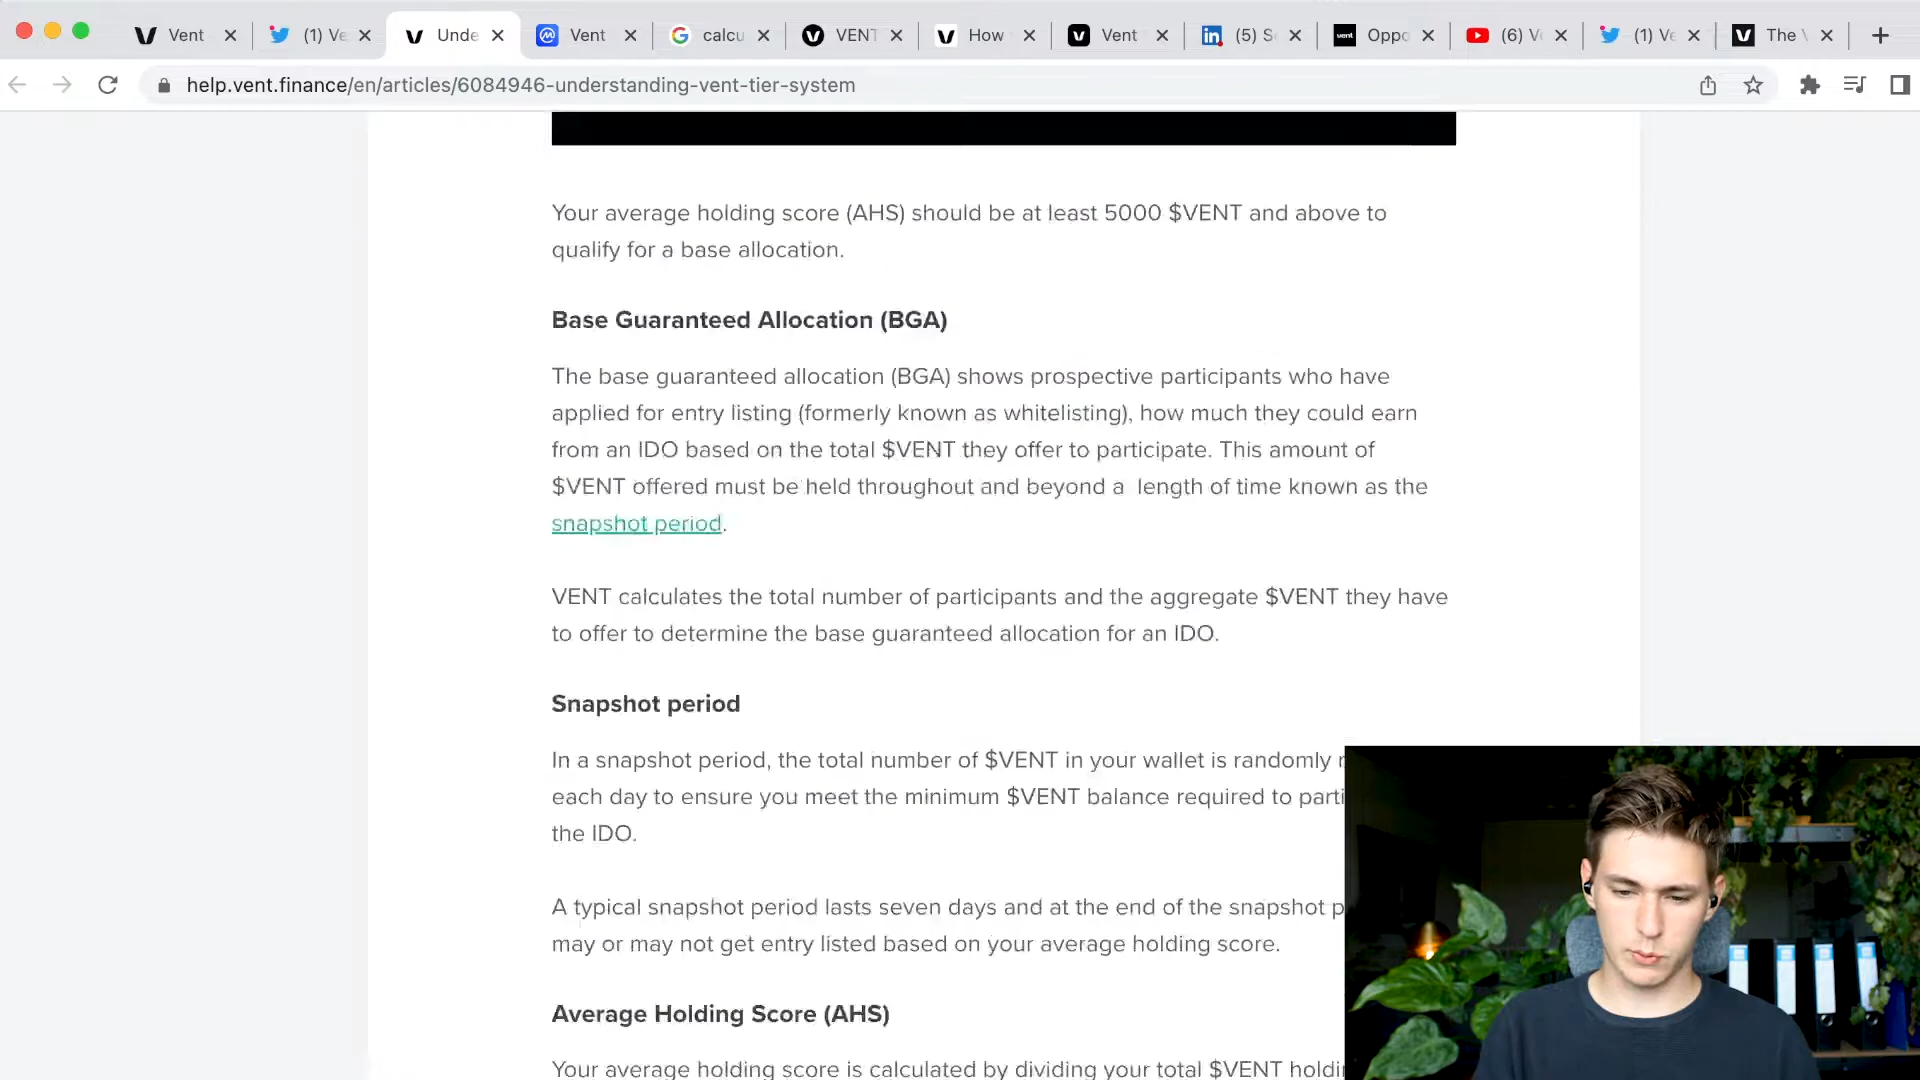 Vent
(1) Ve
Unde
Vent
calcu
VENT
How
Vent
(5) S
vent
Oppo
(6) V
(1) Ve
The V
help.vent.finance/en/articles/6084946-understanding-vent-tier-system
Your average holding score (AHS) should be at least 5000 $VENT and above to
qualify for a base allocation.
Base Guaranteed Allocation (BGA)
The base guaranteed allocation (BGA) shows prospective participants who have
applied for entry listing (formerly known as whitelisting), how much they could earn
from an IDO based on the total $VENT they offer to participate. This amount of
$VENT offered must be held throughout and beyond a length of time known as the
snapshot period.
VENT calculates the total number of participants and the aggregate $VENT they have
to offer to determine the base guaranteed allocation for an IDO.
Snapshot period
In a snapshot period, the total number of $VENT in your wallet is randomly
each day to ensure you meet the minimum $VENT balance required to parti
the IDO.
A typical snapshot period lasts seven days and at the end of the snapshot p
may or may not get entry listed based on your average holding score.
Average Holding Score (AHS)
Your average holding score is calculated by dividing your total $VENT holdi